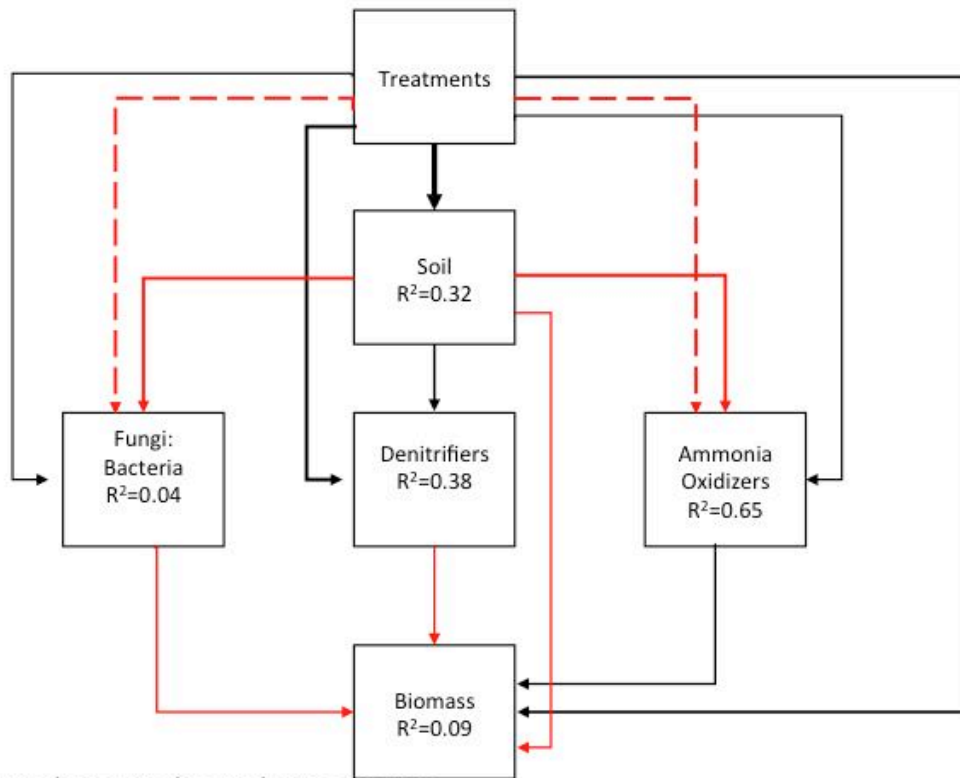 Treatments
Soil
R²=0.32
Fungi:
Bacteria
R²=0.04
Denitrifiers
R²=0.38
Ammonia
Oxidizers
R²=0.65
Biomass
R²=0.09